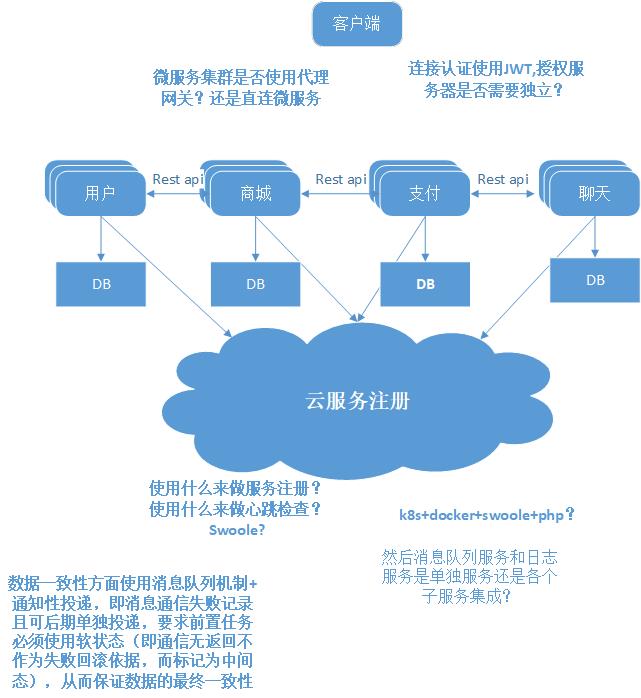 客户端
微服务集群是否使用代理
网关？还是直连微服务
连接认证使用JWT,授权服
务器是否需要独立？
用户
Rest api
商城
Rest api
支付
Rest api
聊天
DB
DB
DB
DB
云服务注册
使用什么来做服务注册？
使用什么来做心跳检查？
Swoole?
k8s+docker+swoole+php？
然后消息队列服务和日志
服务是单独服务还是各个
子服务集成？
数据一致性方面使用消息队列机制+
通知性投递，即消息通信失败记录
且可后期单独投递，要求前置任务
必须使用软状态（即通信无返回不
作为失败回滚依据，而标记为中间
态），从而保证数据的最终一致性